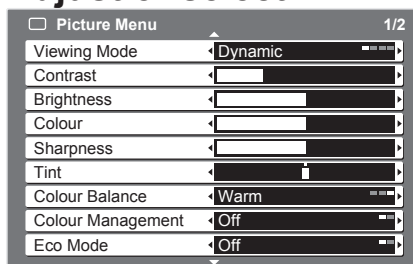 Picture Menu 1/2
Viewing Mode Dynamic
Contrast
Brightness
Colour
Sharpness
Tint
Colour Balance Warm
Colour Management Off
Eco Mode Off